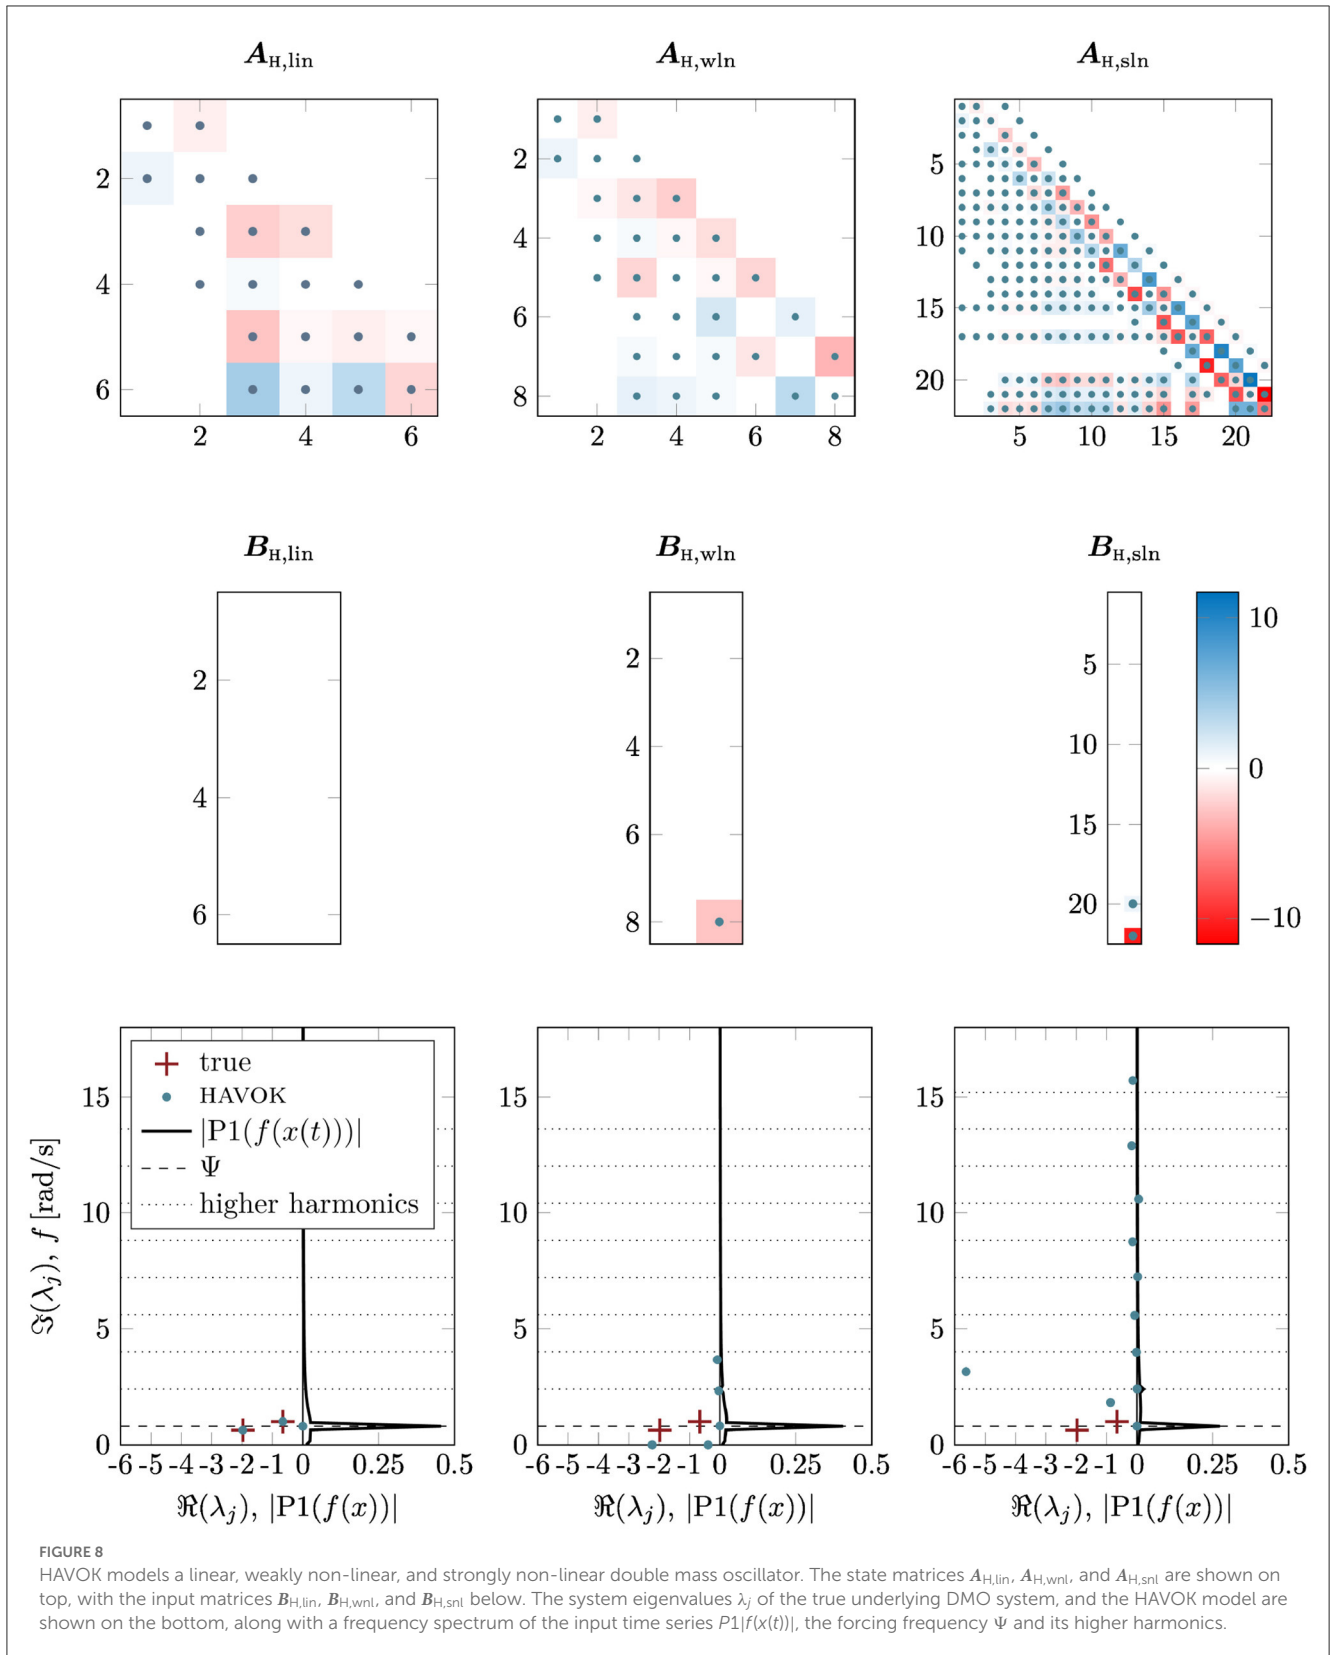 A_H,lin A_H,wln A_H,sln
2
4
6
2 4 6
2
4
6
8
2 4 6 8
5
10
15
20
5 10 15 20
B_H,lin B_H,wln B_H,sln
2
4
6
2
4
6
8
5
10
15
20
10
0
−10
true
HAVOK
|P1(f(x(t)))|
Ψ
higher harmonics
ℑ(λ_j), f [rad/s]
15
10
5
0
-6 -5 -4 -3 -2 -1 0 0.25 0.5
ℜ(λ_j), |P1(f(x))|
15
10
5
0
-6 -5 -4 -3 -2 -1 0 0.25 0.5
ℜ(λ_j), |P1(f(x))|
15
10
5
0
-6 -5 -4 -3 -2 -1 0 0.25 0.5
ℜ(λ_j), |P1(f(x))|
FIGURE 8
HAVOK models a linear, weakly non-linear, and strongly non-linear double mass oscillator. The state matrices A_H,lin, A_H,wnl, and A_H,snl are shown on
top, with the input matrices B_H,lin, B_H,wnl, and B_H,snl below. The system eigenvalues λ_j of the true underlying DMO system, and the HAVOK model are
shown on the bottom, along with a frequency spectrum of the input time series P1|f(x(t))|, the forcing frequency Ψ and its higher harmonics.